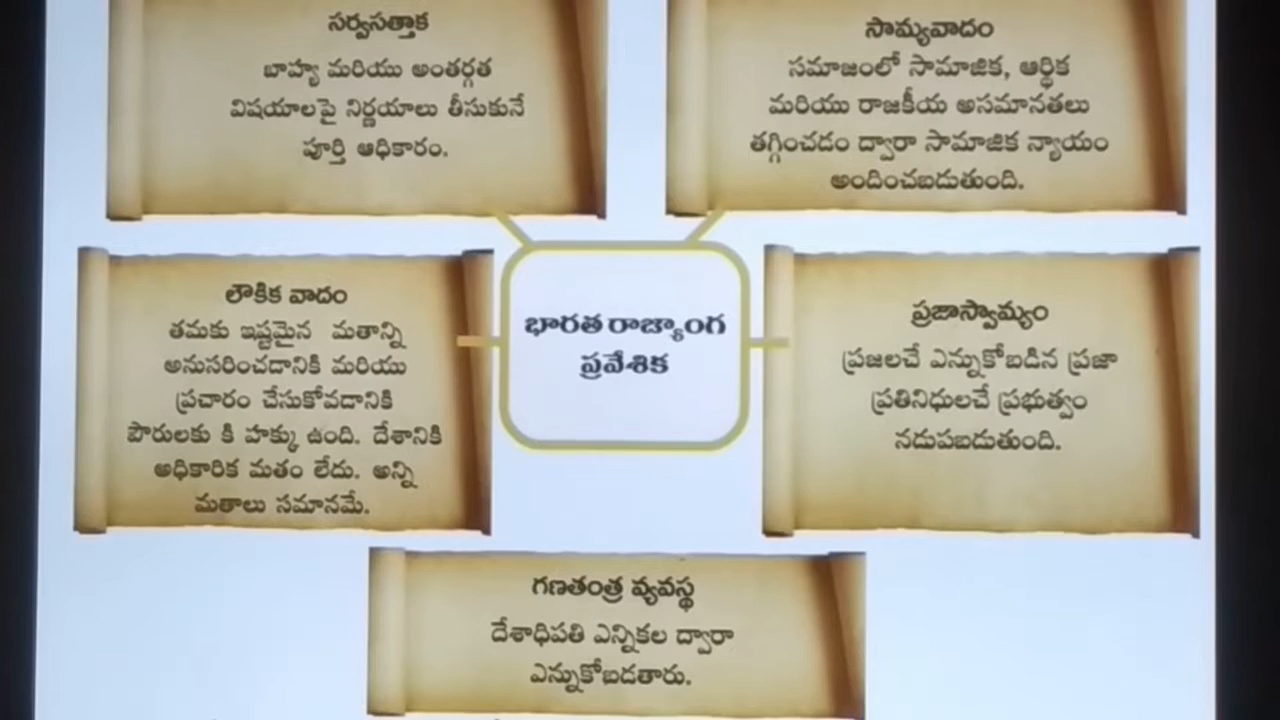 సర్వసత్తాక
బాహ్య మరియు అంతర్గత
విషయాలపై నిర్ణయాలు తీసుకునే
పూర్తి ఆధికారం.
సామ్యవాదం
సమాజంలో సామాజిక, ఆర్థిక
మరియు రాజకీయ అసమానతలు
తగ్గించడం ద్వారా సామాజిక న్యాయం
అందించబడుతుంది.
లౌకిక వాదం
తమకు ఇష్టమైన మతాన్ని
అనుసరించడానికి మరియు
ప్రచారం చేసుకోవడానికి
పౌరులకు కి హక్కు ఉంది. దేశానికి
అధికారిక మతం లేదు. అన్ని
మతాలు సమానమే.
భారత రాజ్యాంగ
ప్రవేశిక
ప్రజాస్వామ్యం
ప్రజలచే ఎన్నుకోబడిన ప్రజా
ప్రతినిధులచే ప్రభుత్వం
నడుపబడుతుంది.
గణతంత్ర వ్యవస్థ
దేశాధిపతి ఎన్నికల ద్వారా
ఎన్నుకోబడతారు.